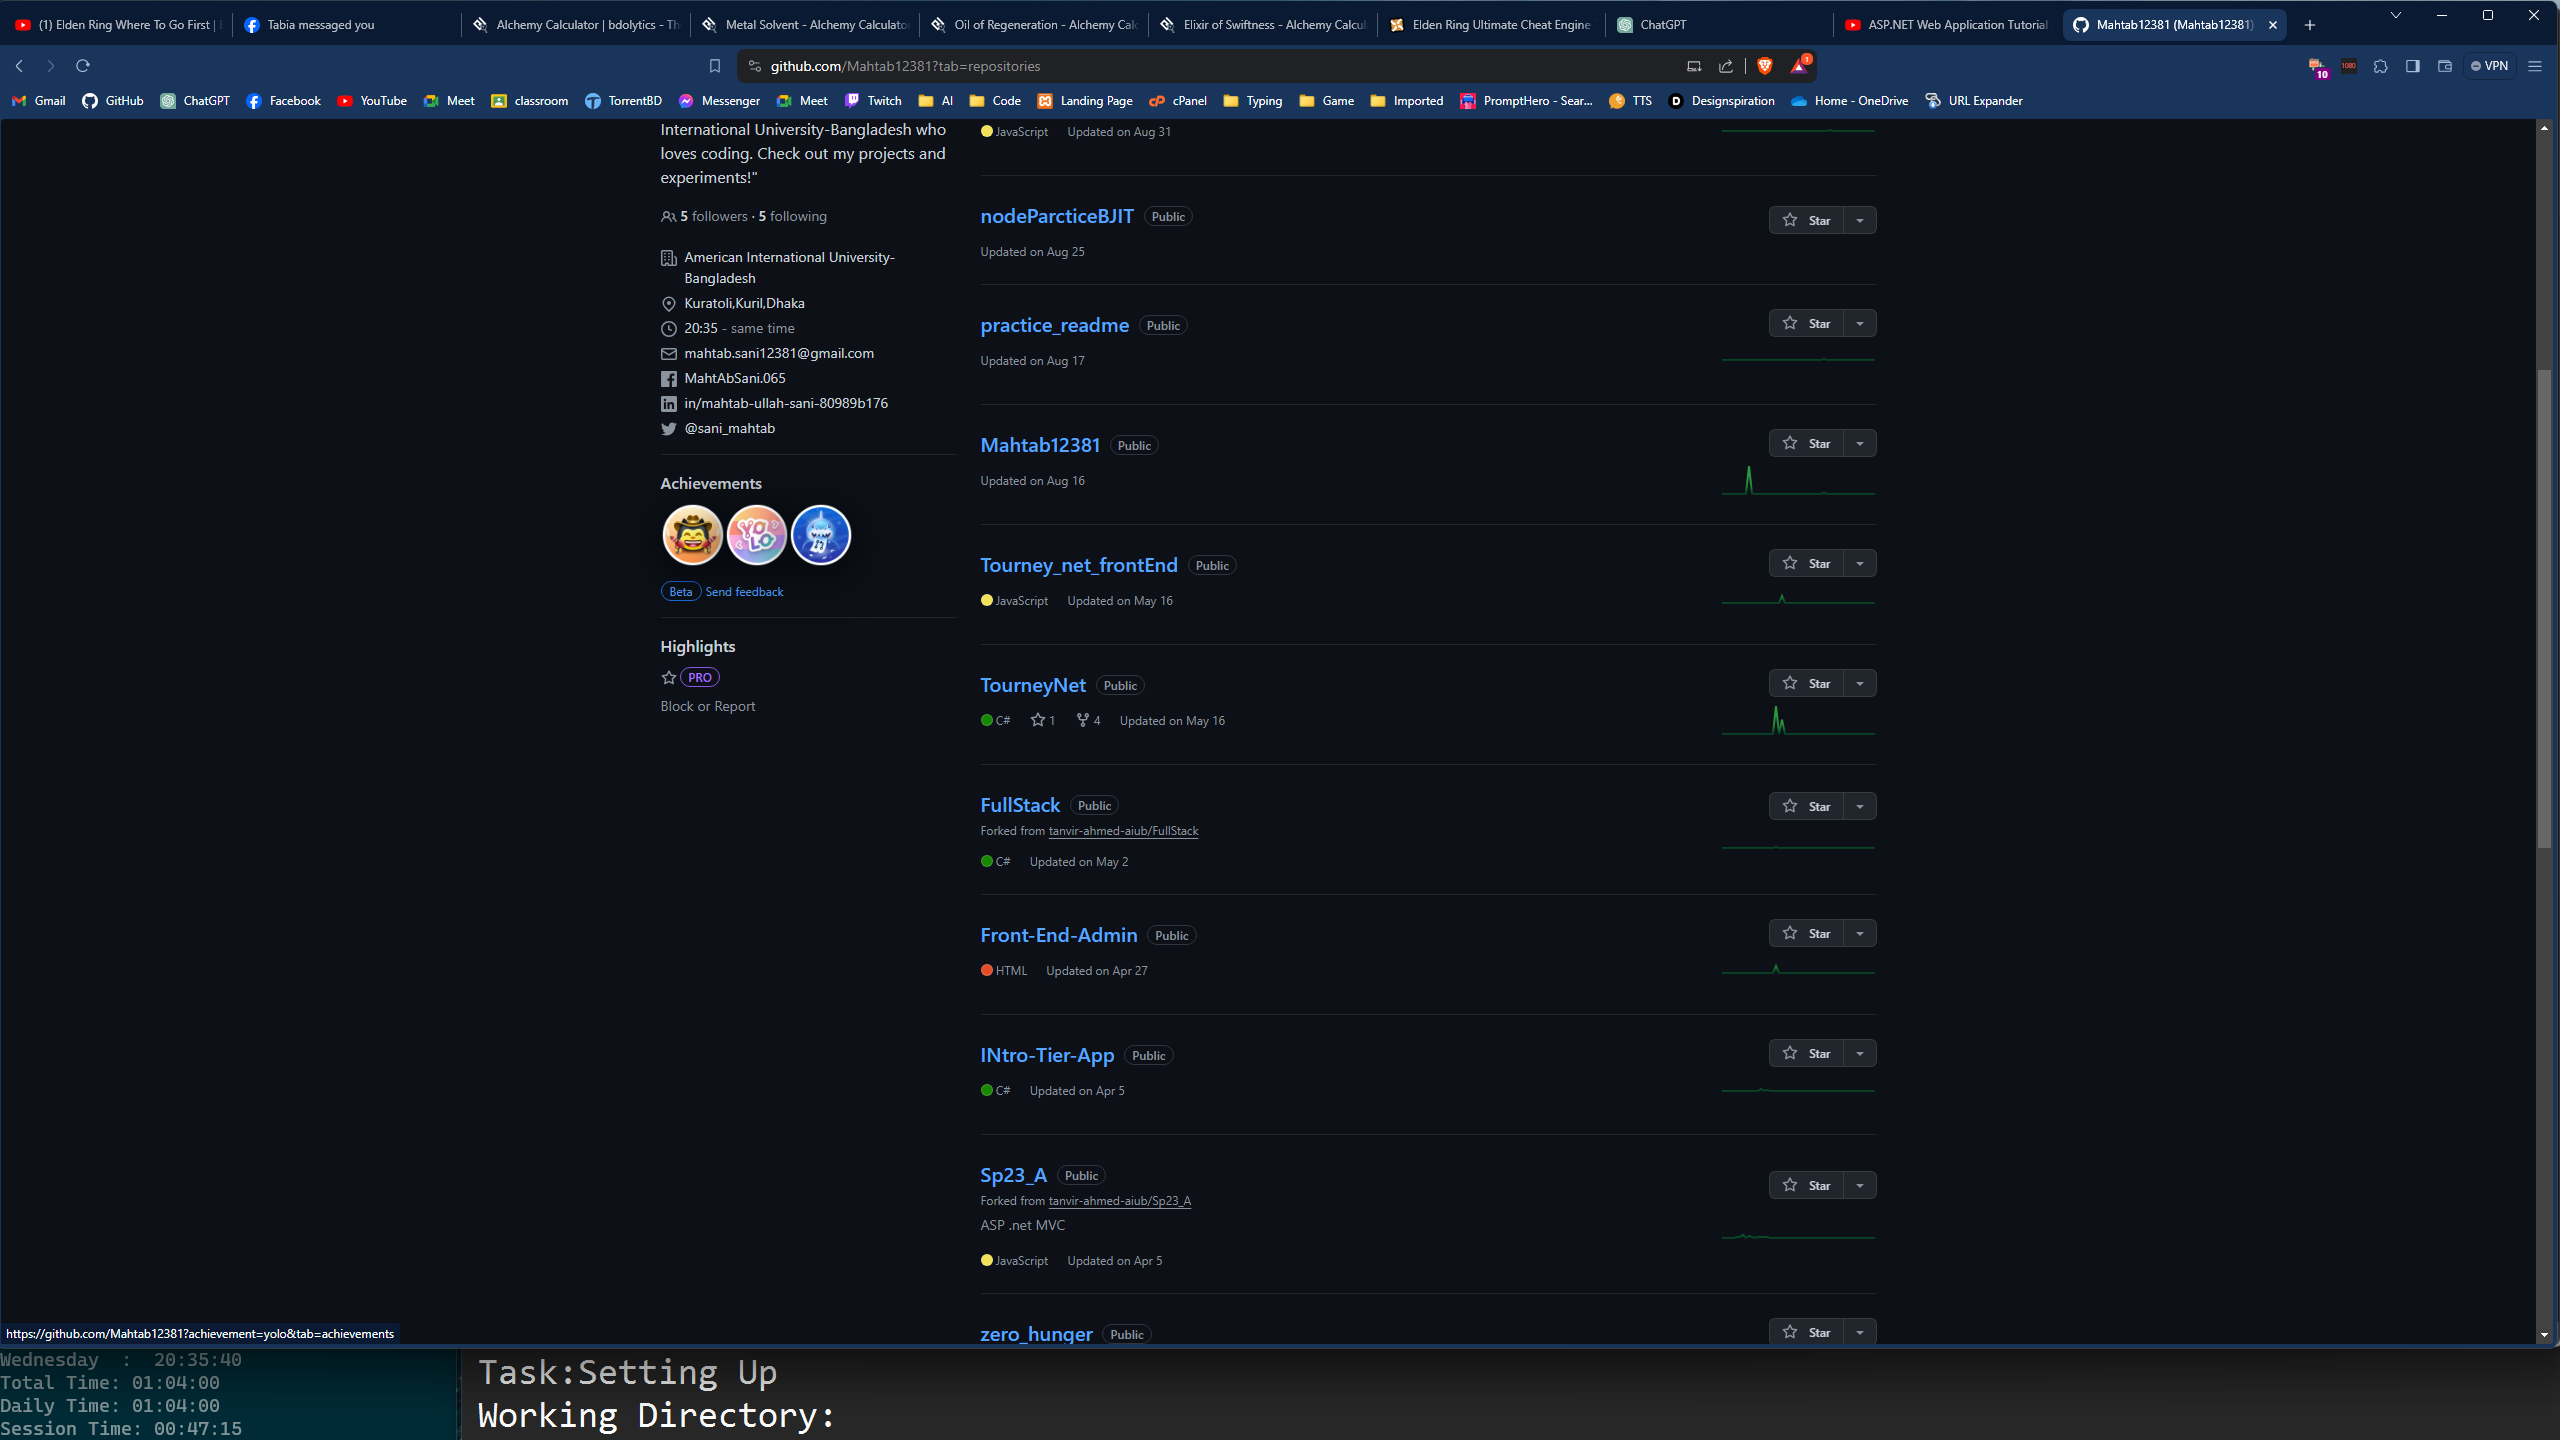 (1) Elden Ring Where To Go First |
Tabia messaged you
Alchemy Calculator | bdolytics - Th
Metal Solvent - Alchemy Calculator
Oil of Regeneration - Alchemy Calc
Elixir of Swiftness - Alchemy Calcul
Elden Ring Ultimate Cheat Engine
ChatGPT
ASP.NET Web Application Tutorial
Mahtab12381 (Mahtab12381)
github.com/Mahtab12381?tab=repositories
1
10
1080
VPN
Gmail
GitHub
ChatGPT
Facebook
YouTube
Meet
classroom
TorrentBD
Messenger
Meet
Twitch
AI
Code
Landing Page
cPanel
Typing
Game
Imported
PromptHero - Sear...
TTS
Designspiration
Home - OneDrive
URL Expander
International University-Bangladesh who
loves coding. Check out my projects and
experiments!"
5 followers · 5 following
American International University-
Bangladesh
Kuratoli,Kuril,Dhaka
20:35 - same time
mahtab.sani12381@gmail.com
MahtAbSani.065
in/mahtab-ullah-sani-80989b176
@sani_mahtab
Achievements
YOLO
Beta Send feedback
Highlights
PRO
Block or Report
JavaScript Updated on Aug 31
nodeParcticeBJIT Public
Star
Updated on Aug 25
practice_readme Public
Star
Updated on Aug 17
Mahtab12381 Public
Star
Updated on Aug 16
Tourney_net_frontEnd Public
Star
JavaScript Updated on May 16
TourneyNet Public
Star
C# 1 4 Updated on May 16
FullStack Public
Star
Forked from tanvir-ahmed-aiub/FullStack
C# Updated on May 2
Front-End-Admin Public
Star
HTML Updated on Apr 27
INtro-Tier-App Public
Star
C# Updated on Apr 5
Sp23_A Public
Star
Forked from tanvir-ahmed-aiub/Sp23_A
ASP .net MVC
JavaScript Updated on Apr 5
zero_hunger Public
Star
https://github.com/Mahtab12381?achievement=yolo&tab=achievements
Wednesday : 20:35:40
Total Time: 01:04:00
Daily Time: 01:04:00
Session Time: 00:47:15
Task:Setting Up
Working Directory: